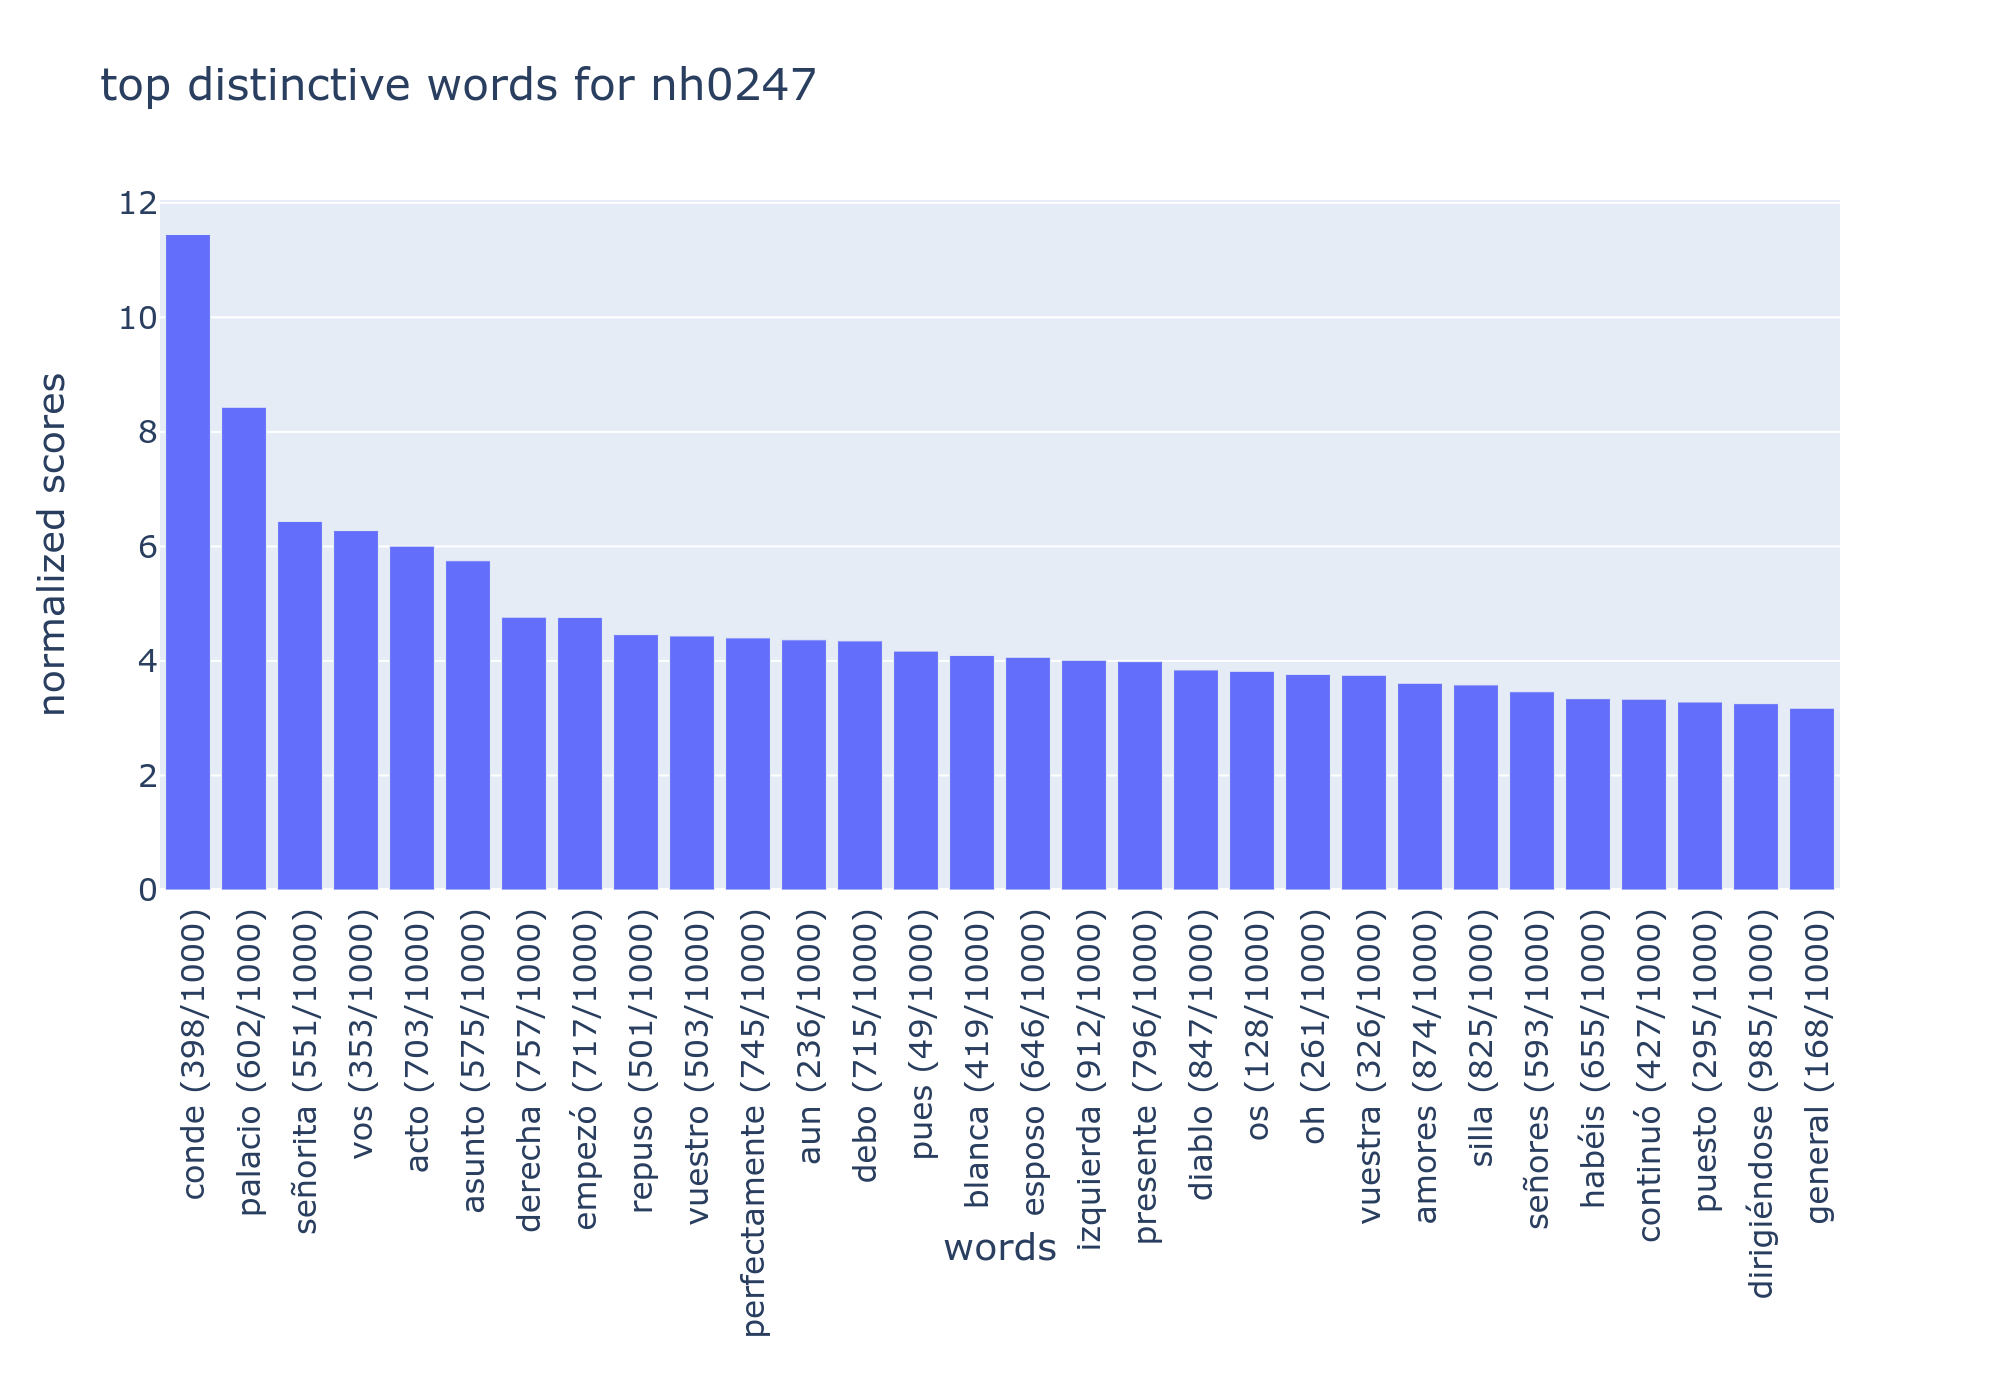 top distinctive words for nh0247
normalized scores
12
10
8
6
4
2
0
conde (398/1000)
palacio (602/1000)
señorita (551/1000)
vos (353/1000)
acto (703/1000)
asunto (575/1000)
derecha (757/1000)
empezó (717/1000)
repuso (501/1000)
vuestro (503/1000)
perfectamente (745/1000)
aun (236/1000)
debo (715/1000)
pues (49/1000)
blanca (419/1000)
esposo (646/1000)
izquierda (912/1000)
presente (796/1000)
diablo (847/1000)
os (128/1000)
oh (261/1000)
vuestra (326/1000)
amores (874/1000)
silla (825/1000)
señores (593/1000)
habéis (655/1000)
continuó (427/1000)
puesto (295/1000)
dirigiéndose (985/1000)
general (168/1000)
words